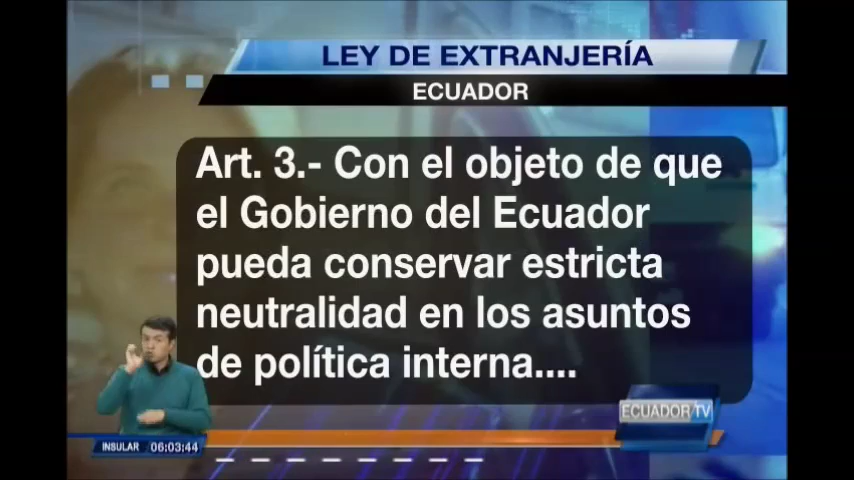 LEY DE EXTRANJERÍA
ECUADOR
Art. 3.- Con el objeto de que
el Gobierno del Ecuador
pueda conservar estricta
neutralidad en los asuntos
de política interna....
ECUADOR TV
INSULAR 06:03:44